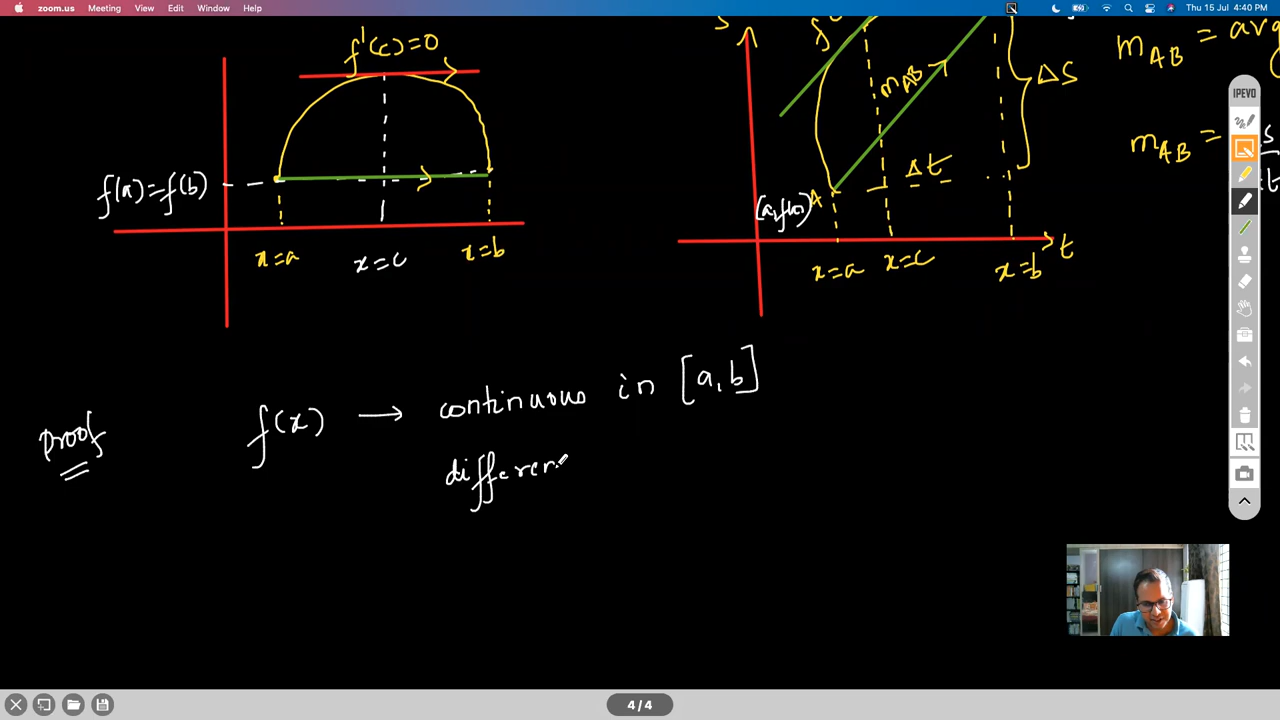 zoom.us Meeting View Edit Window Help Thu 15 Jul 4:40 PM
f'(c)=0
f(a)=f(b)
x=a
x=c
x=b
S
m_AB
Δs
Δt
(a, f(a)) A
x=a
x=c
x=b
t
m_AB = avg
m_AB =
IPEVO
Proof
f(x) → continuous in [a,b]
differen
4/4